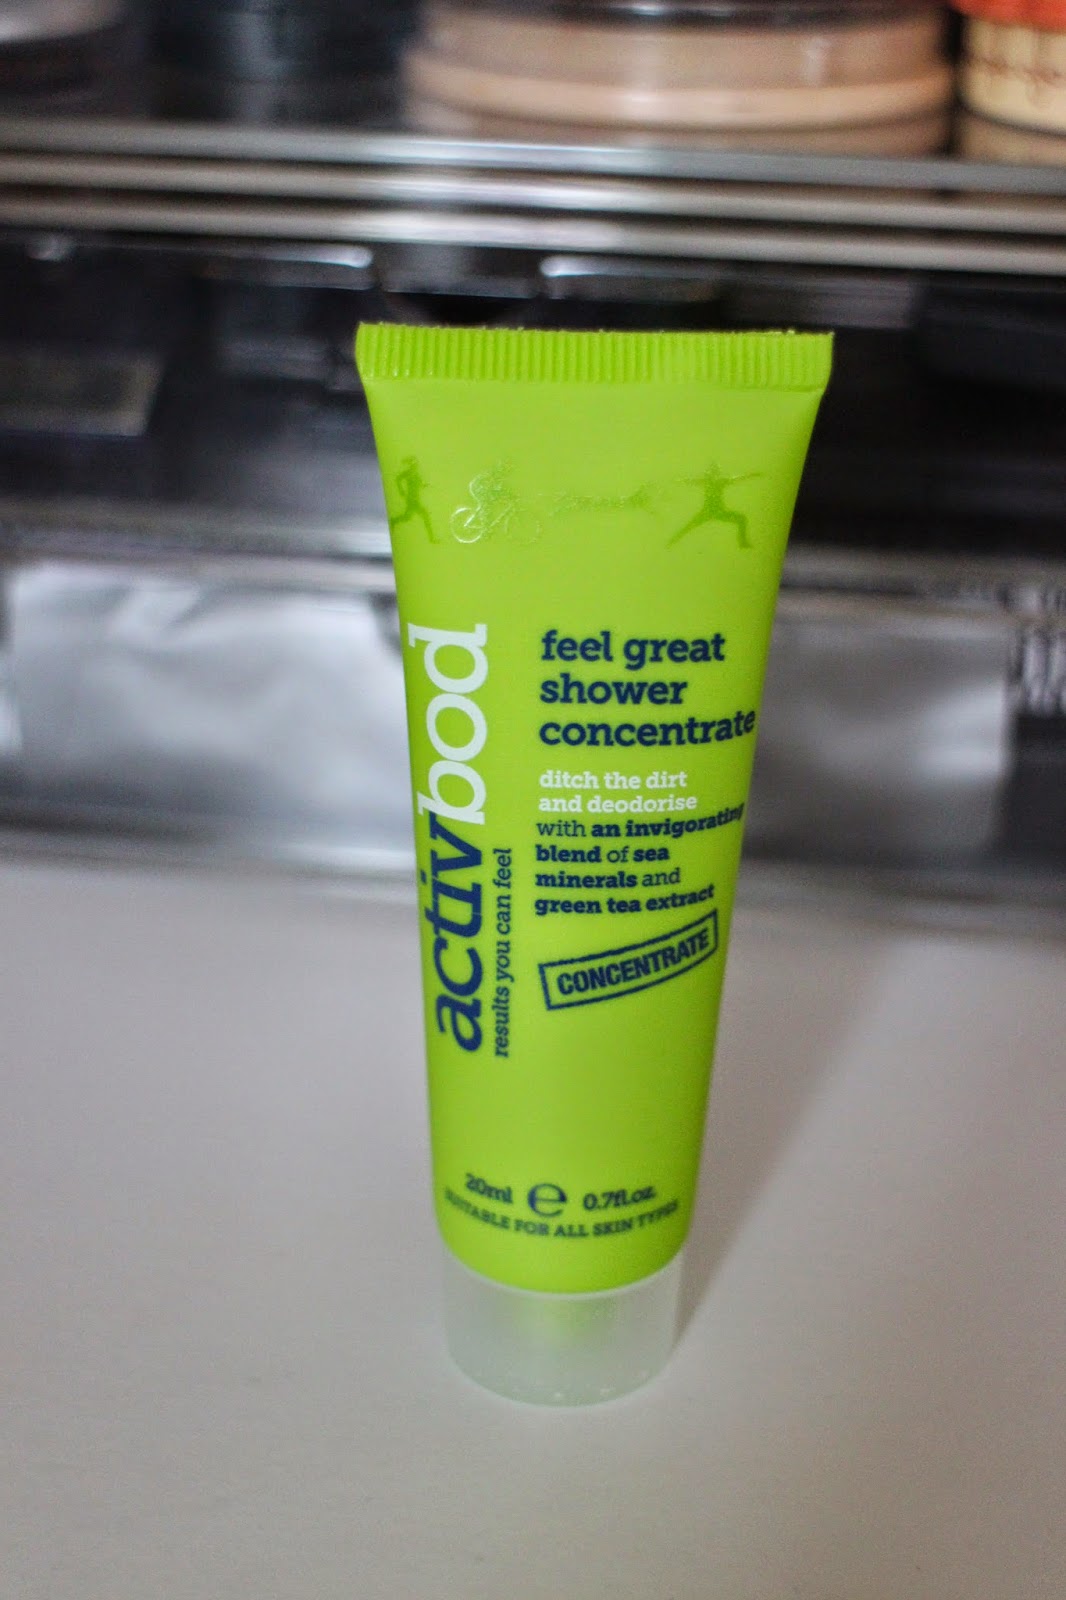 activbood
results you can feel
feel great
shower
concentrate
ditch the dirt
and deodorise
with an invigorating
blend of sea
minerals and
green tea extract
CONCENTRATE
20ml e 0.7fl.oz.
SUITABLE FOR ALL SKIN TYPES